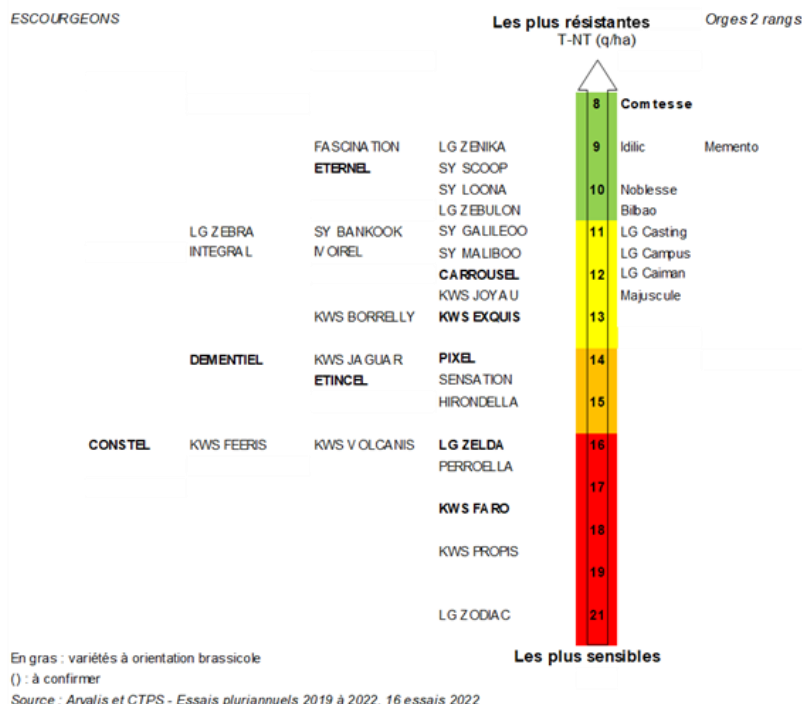 ESCOURGEONS Les plus résistantes Orges 2 rangs
T-NT (q/ha)
8 Comtesse
FASCINATION LG ZENIKA 9 Idilic Memento
ETERNEL SY SCOOP
SY LOONA 10 Noblesse
LG ZEBULON Bilbao
LG ZEBRA SY BANKOOK SY GALILEOO 11 LG Casting
INTEGRAL IVOIREL SY MALIBOO LG Campus
CARROUSEL 12 LG Caiman
KWS JOYAU Majuscule
KWS BORRELLY KWS EXQUIS 13
DEMENTIEL KWS JAGUAR PIXEL 14
ETINCEL SENSATION
HIRONDELLA 15
CONSTEL KWS FEERIS KWS VOLCANIS LG ZELDA 16
PERROELLA
17
KWS FARO
18
KWS PROPIS
19
LG ZODIAC 21
Les plus sensibles
En gras : variétés à orientation brassicole
() : à confirmer
Source : Arvalis et CTPS - Essais pluriannuels 2019 à 2022, 16 essais 2022